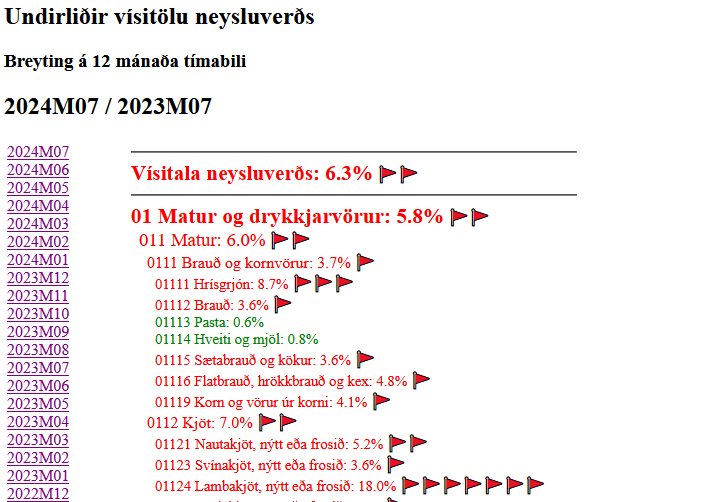 Undirliðir vísitölu neysluverðs
Breyting á 12 mánaða tímabili
2024M07 / 2023M07
2024M07
2024M06
2024M05
2024M04
2024M03
2024M02
2024M01
2023M12
2023M11
2023M10
2023M09
2023M08
2023M07
2023M06
2023M05
2023M04
2023M03
2023M02
2023M01
2022M12
Vísitala neysluverðs: 6.3%
01 Matur og drykkjarvörur: 5.8%
011 Matur: 6.0%
0111 Brauð og kornvörur: 3.7%
01111 Hrísgrjón: 8.7%
01112 Brauð: 3.6%
01113 Pasta: 0.6%
01114 Hveiti og mjöl: 0.8%
01115 Sætabrauð og kökur: 3.6%
01116 Flatbrauð, hrökkbrauð og kex: 4.8%
01119 Korn og vörur úr korni: 4.1%
0112 Kjöt: 7.0%
01121 Nautakjöt, nýtt eða frosið: 5.2%
01123 Svínakjöt, nýtt eða frosið: 3.6%
01124 Lambakjöt, nýtt eða frosið: 18.0%